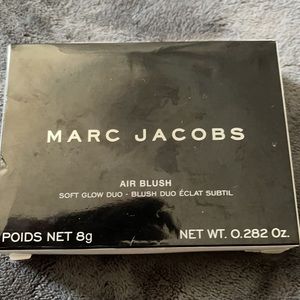 MARC JACOBS
AIR BLUSH
SOFT GLOW DUO - BLUSH DUO ÉCLAT SUBTIL
POIDS NET 8g NET WT. 0.282 Oz.